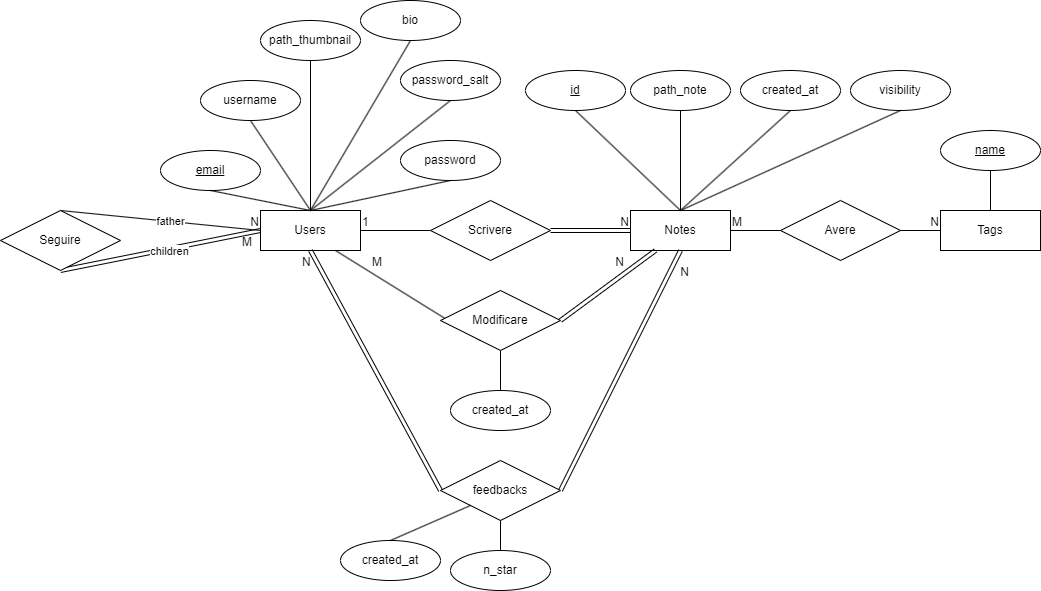 bio
path_thumbnail
password_salt
id
path_note
created_at
visibility
username
password
name
email
father
N
1
N
M
N
Seguire
Users
Scrivere
Notes
Avere
Tags
M
children
N
M
N
N
Modificare
created_at
feedbacks
created_at
n_star